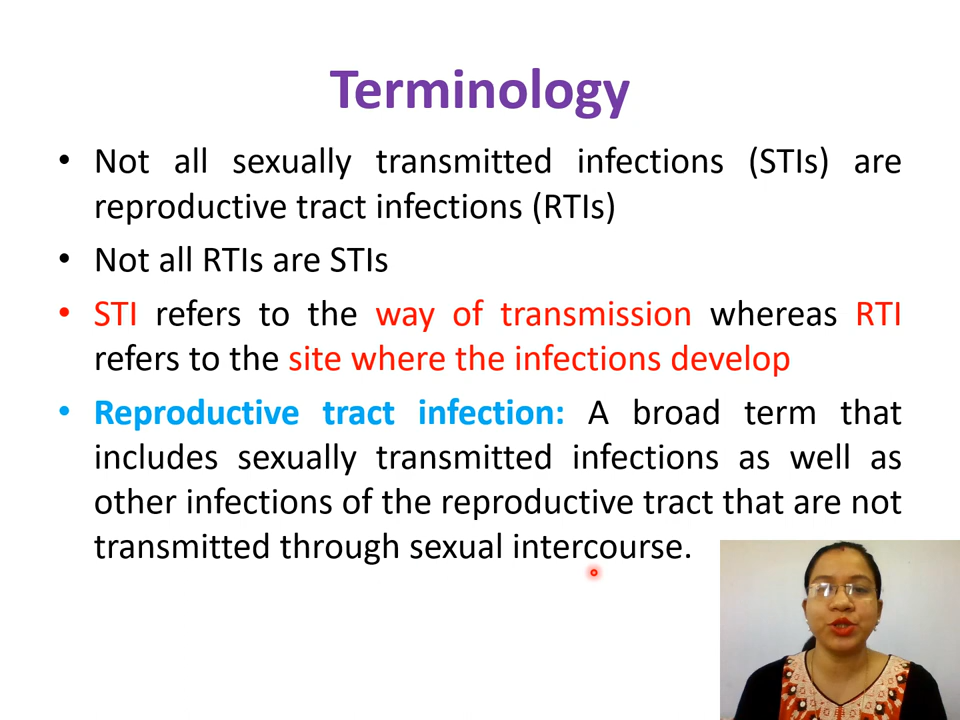 Terminology
• Not all sexually transmitted infections (STIs) are
reproductive tract infections (RTIs)
• Not all RTIs are STIs
• STI refers to the way of transmission whereas RTI
refers to the site where the infections develop
• Reproductive tract infection: A broad term that
includes sexually transmitted infections as well as
other infections of the reproductive tract that are not
transmitted through sexual intercourse.